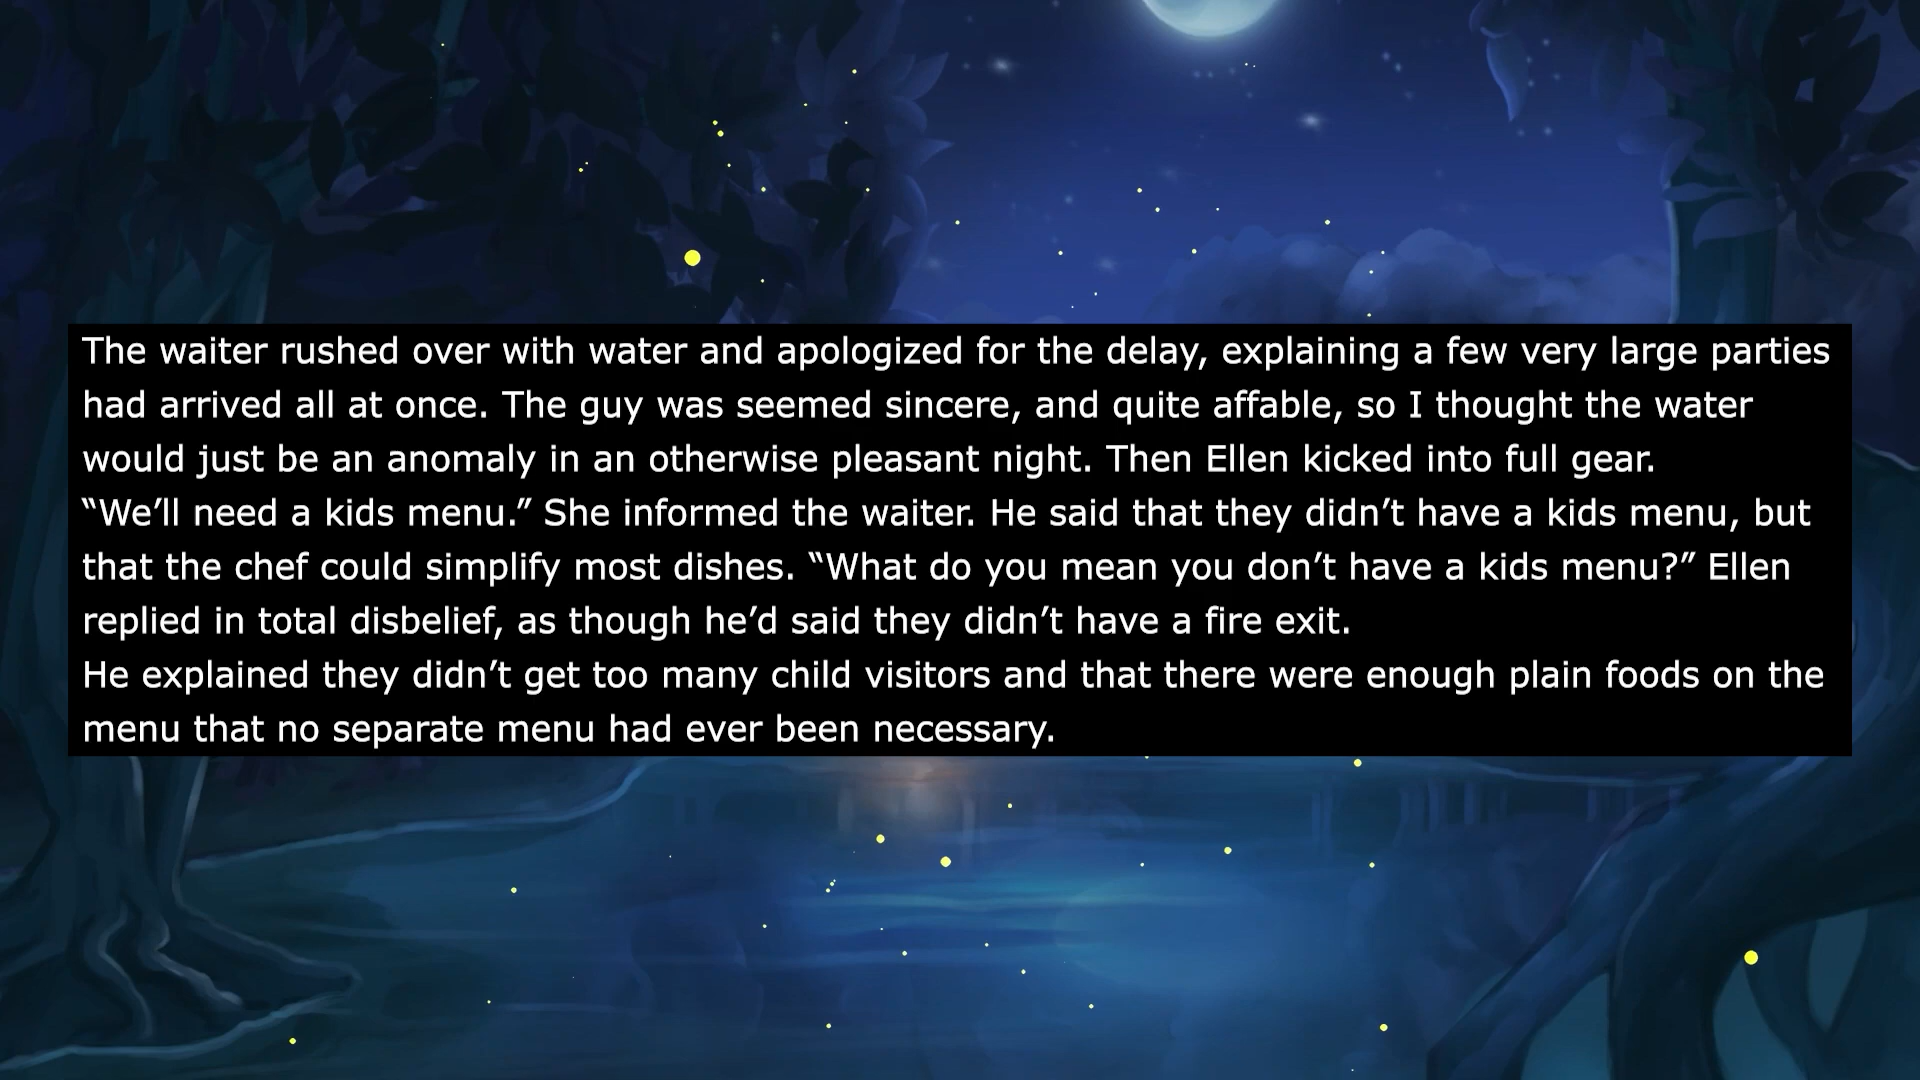 The waiter rushed over with water and apologized for the delay, explaining a few very large parties
had arrived all at once. The guy was seemed sincere, and quite affable, so I thought the water
would just be an anomaly in an otherwise pleasant night. Then Ellen kicked into full gear.
“We’ll need a kids menu.” She informed the waiter. He said that they didn’t have a kids menu, but
that the chef could simplify most dishes. “What do you mean you don’t have a kids menu?” Ellen
replied in total disbelief, as though he’d said they didn’t have a fire exit.
He explained they didn’t get too many child visitors and that there were enough plain foods on the
menu that no separate menu had ever been necessary.